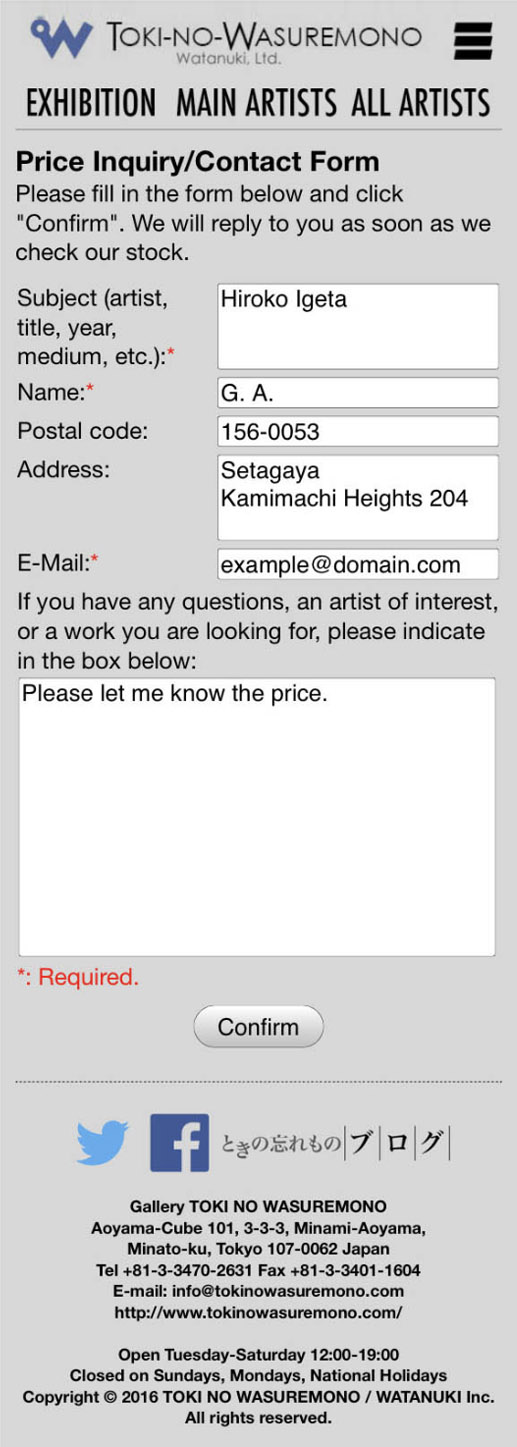 TOKI-NO-WASUREMONO
Watanuki, Ltd.
EXHIBITION MAIN ARTISTS ALL ARTISTS
Price Inquiry/Contact Form
Please fill in the form below and click
"Confirm". We will reply to you as soon as we
check our stock.
Subject (artist,
title, year,
medium, etc.):*
Hiroko Igeta
Name:*
G. A.
Postal code:
156-0053
Address:
Setagaya
Kamimachi Heights 204
E-Mail:*
example@domain.com
If you have any questions, an artist of interest,
or a work you are looking for, please indicate
in the box below:
Please let me know the price.
*: Required.
Confirm
ときの忘れもの|ブ|ロ|グ|
Gallery TOKI NO WASUREMONO
Aoyama-Cube 101, 3-3-3, Minami-Aoyama,
Minato-ku, Tokyo 107-0062 Japan
Tel +81-3-3470-2631 Fax +81-3-3401-1604
E-mail: info@tokinowasuremono.com
http://www.tokinowasuremono.com/
Open Tuesday-Saturday 12:00-19:00
Closed on Sundays, Mondays, National Holidays
Copyright © 2016 TOKI NO WASUREMONO / WATANUKI Inc.
All rights reserved.